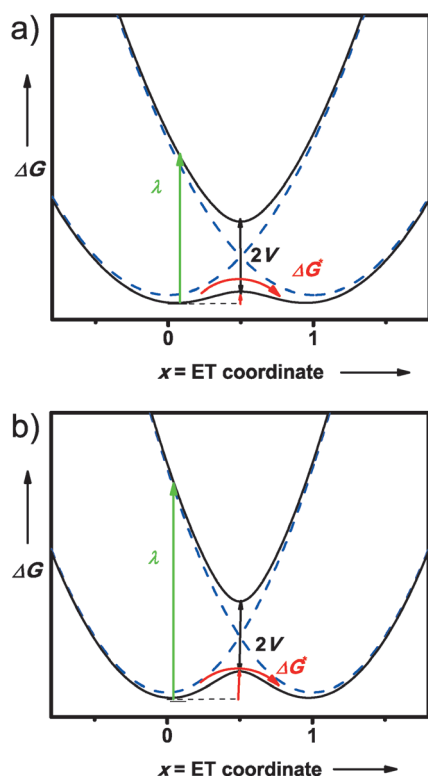 a)
ΔG
λ
2V
ΔG*
0
1
x = ET coordinate
b)
ΔG
λ
2V
ΔG*
0
1
x = ET coordinate